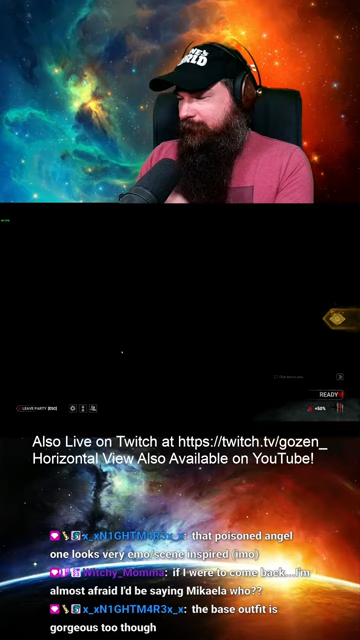 WORLD
READY
LEAVE PARTY [ESC]
+50%
Also Live on Twitch at https://twitch.tv/gozen_
Horizontal View Also Available on YouTube!
x_xN1GHTM4R3x_x: that poisoned angel
one looks very emo/scene inspired (imo)
Witchy_Momma: if I were to come back...I'm
almost afraid I'd be saying Mikaela who??
x_xN1GHTM4R3x_x: the base outfit is
gorgeous too though